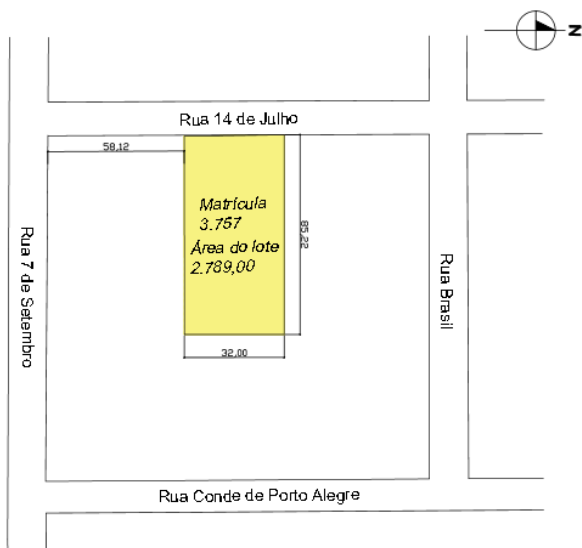 N
Rua 14 de Julho
58,12
Matrícula
3.757
Área do lote
2.789,00
85,22
32,00
Rua 7 de Setembro
Rua Brasil
Rua Conde de Porto Alegre